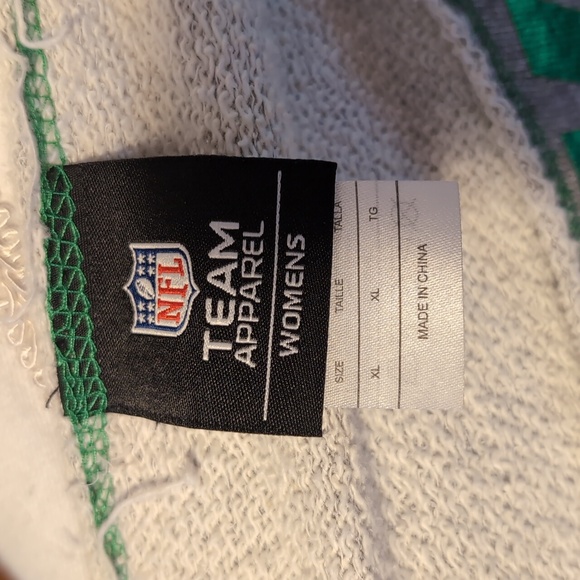 NFL
TEAM
APPAREL
WOMENS
SIZE TAILLE TALLA
XL XL TG
MADE IN CHINA